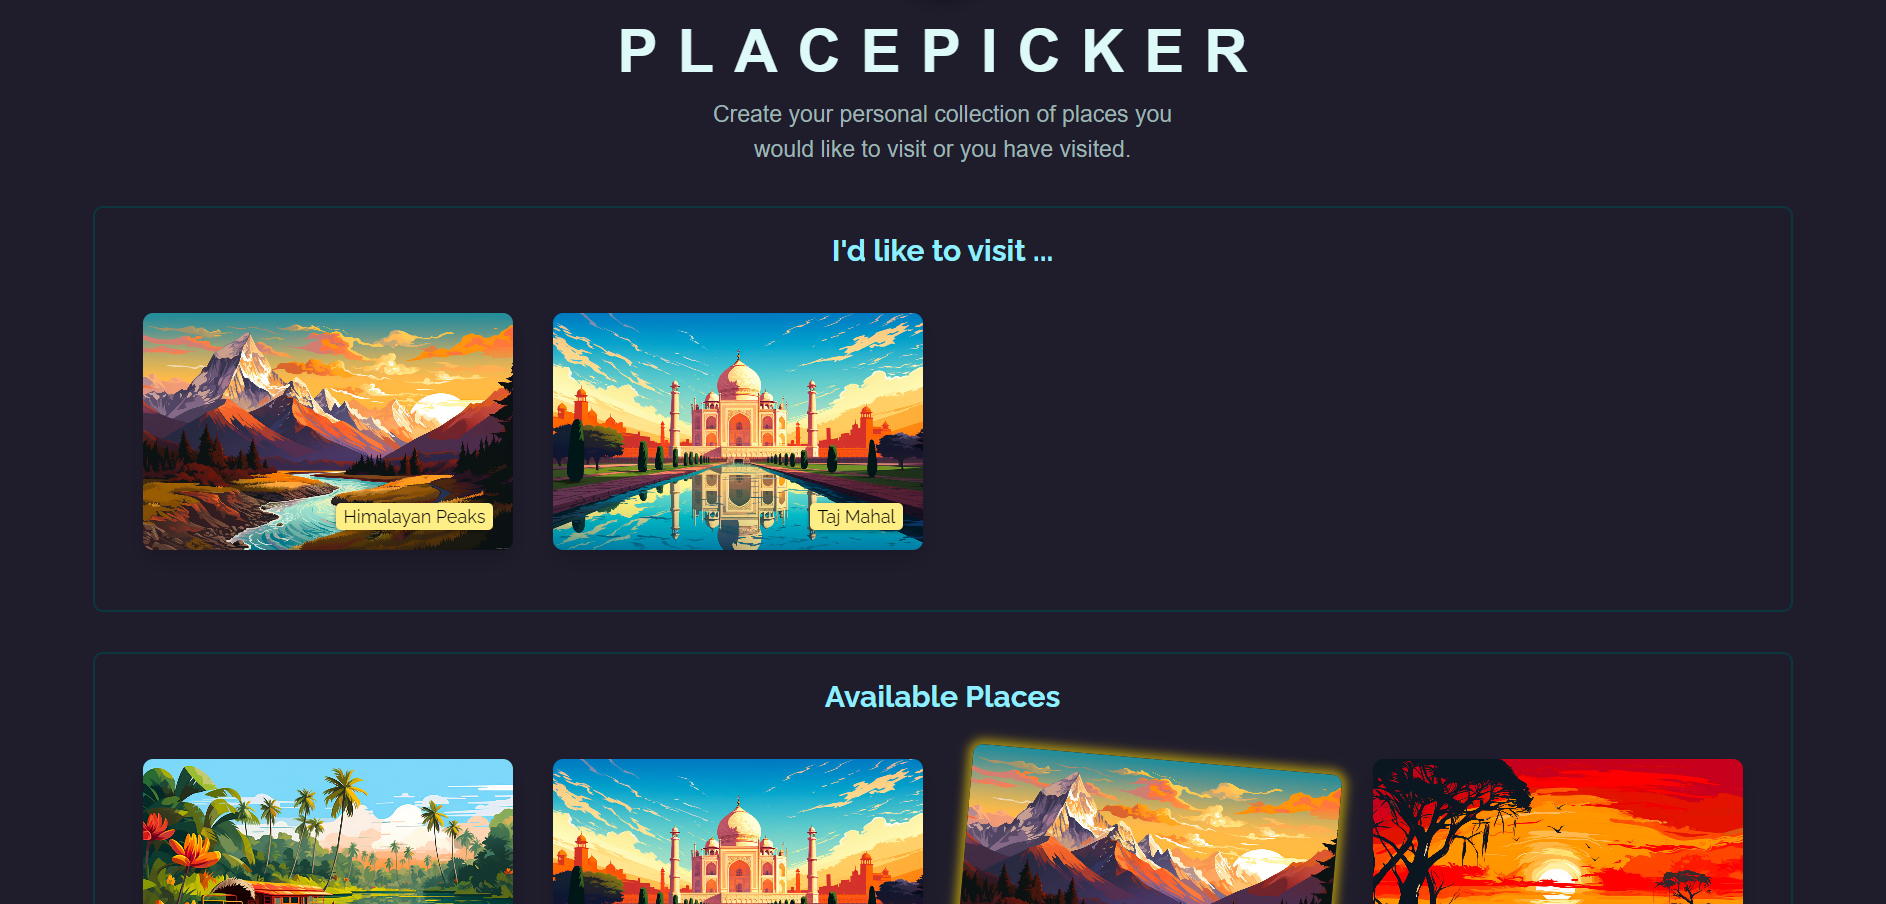 PLACEPICKER
Create your personal collection of places you
would like to visit or you have visited.
I'd like to visit ...
Himalayan Peaks
Taj Mahal
Available Places